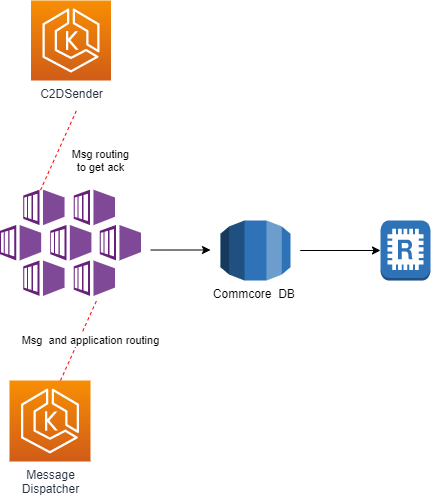 K
C2DSender
Msg routing
to get ack
R
Commcore DB
Msg and application routing
K
Message
Dispatcher